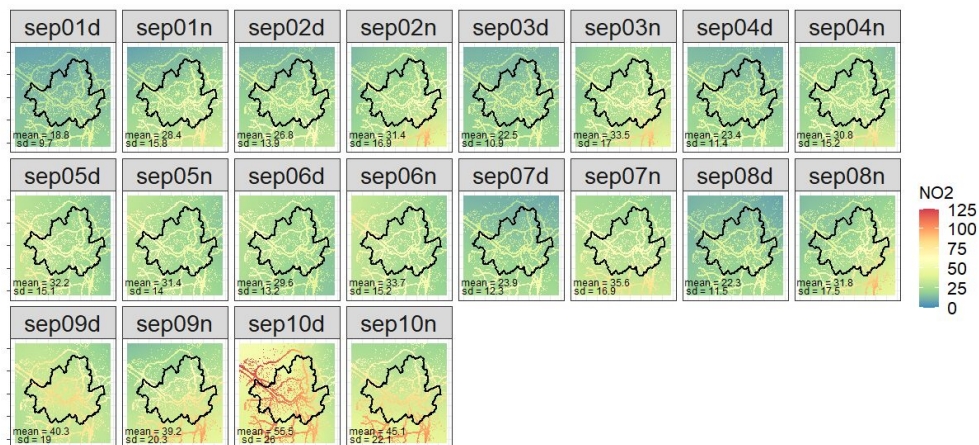 sep01d sep01n sep02d sep02n sep03d sep03n sep04d sep04n
mean = 18.8 mean = 28.4 mean = 26.8 mean = 31.4 mean = 22.5 mean = 33.5 mean = 23.4 mean = 30.8
sd = 9.7 sd = 15.8 sd = 13.9 sd = 16.9 sd = 10.9 sd = 17 sd = 11.4 sd = 15.2
sep05d sep05n sep06d sep06n sep07d sep07n sep08d sep08n
mean = 32.2 mean = 31.4 mean = 29.6 mean = 33.7 mean = 23.9 mean = 35.6 mean = 22.3 mean = 31.8
sd = 15.1 sd = 14 sd = 13.2 sd = 15.2 sd = 12.3 sd = 16.9 sd = 11.5 sd = 17.5
NO2
125
100
75
50
25
0
sep09d sep09n sep10d sep10n
mean = 40.3 mean = 39.2 mean = 55.5 mean = 45.1
sd = 19 sd = 20.3 sd = 26 sd = 22.1